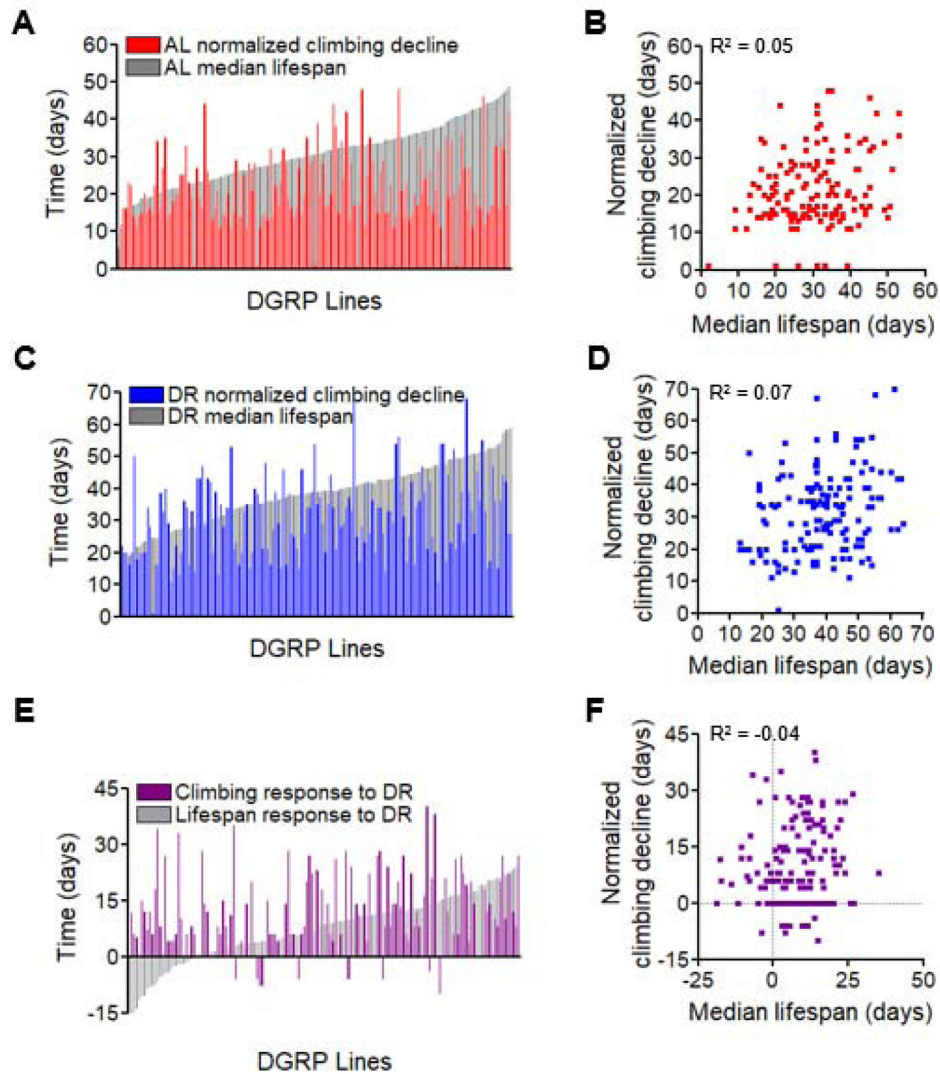 A
60
50
40
30
20
10
0
Time (days)
AL normalized climbing decline
AL median lifespan
DGRP Lines
B
60
50
40
30
20
10
0
Normalized
climbing decline (days)
R² = 0.05
0 10 20 30 40 50 60
Median lifespan (days)
C
70
60
50
40
30
20
10
0
Time (days)
DR normalized climbing decline
DR median lifespan
DGRP Lines
D
70
60
50
40
30
20
10
0
Normalized
climbing decline (days)
R² = 0.07
0 10 20 30 40 50 60 70
Median lifespan (days)
E
45
30
15
0
-15
Time (days)
Climbing response to DR
Lifespan response to DR
DGRP Lines
F
45
30
15
0
-15
Normalized
climbing decline (days)
R² = -0.04
-25 0 25 50
Median lifespan (days)